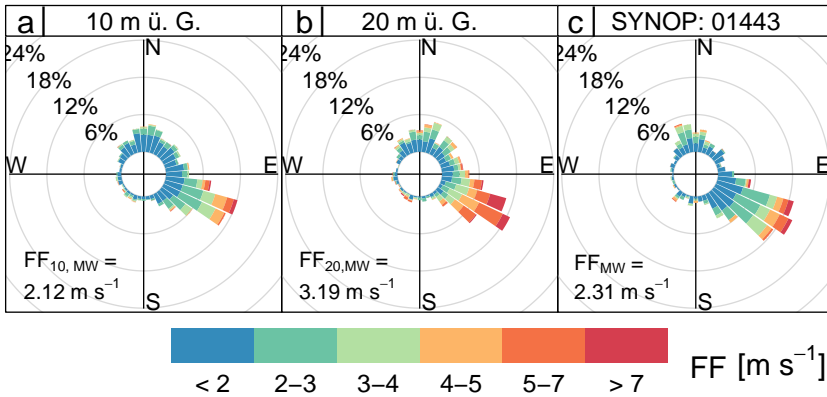 a 10 m ü. G.
N
24%
18%
12%
6%
W
FF10, MW =
2.12 m s−1
S
b 20 m ü. G.
N
24%
18%
12%
6%
W
FF20,MW =
3.19 m s−1
S
c SYNOP: 01443
N
24%
18%
12%
6%
W
E
FFMW =
2.31 m s−1
S
< 2 2–3 3–4 4–5 5–7 > 7 FF [m s−1]